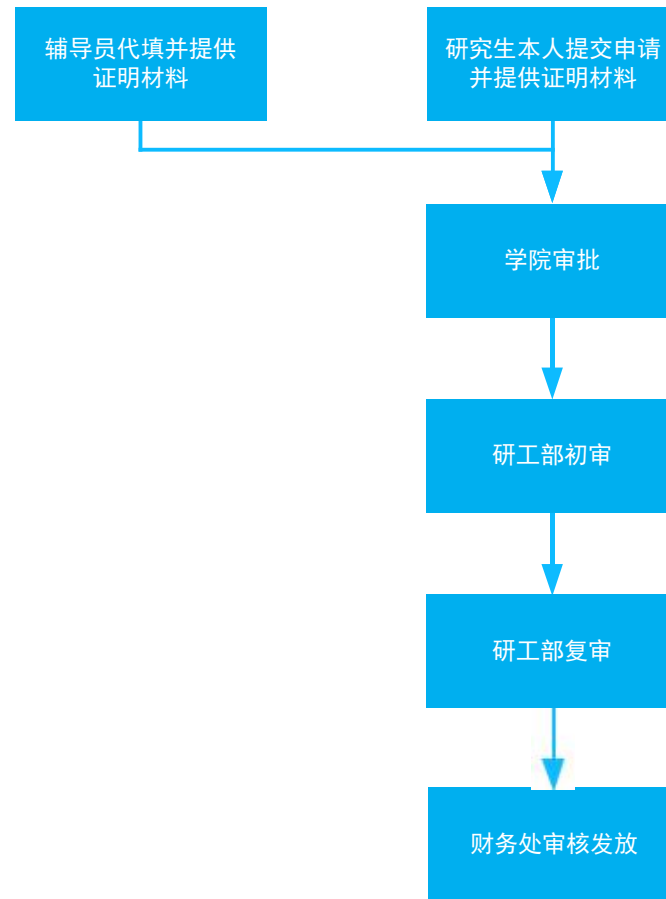 辅导员代填并提供
证明材料
研究生本人提交申请
并提供证明材料
学院审批
研工部初审
研工部复审
财务处审核发放